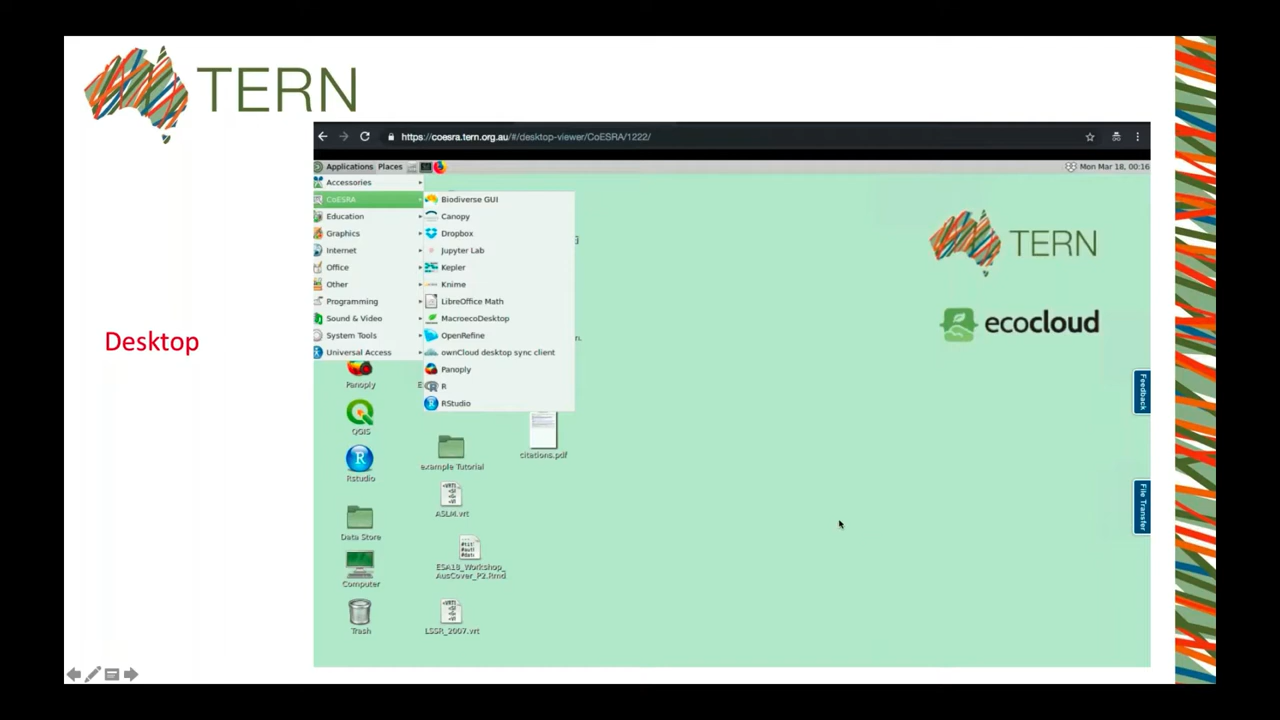 TERN
https://coesra.tern.org.au/#/desktop-viewer/CoESRA/1222/
Applications Places
Mon Mar 18, 00:16
Accessories
CoESRA
Education
Graphics
Internet
Office
Other
Programming
Sound & Video
System Tools
Universal Access
Biodiverse GUI
Canopy
Dropbox
Jupyter Lab
Kepler
Knime
LibreOffice Math
MacroecoDesktop
OpenRefine
ownCloud desktop sync client
Panoply
R
RStudio
TERN
ecocloud
Desktop
Panoply
QGIS
Rstudio
Data Store
Computer
Trash
example Tutorial
ASLM.vrt
ESA18_Workshop_
AusCover_P2.Rmd
LSSR_2007.vrt
citations.pdf
Feedback
File Transfer